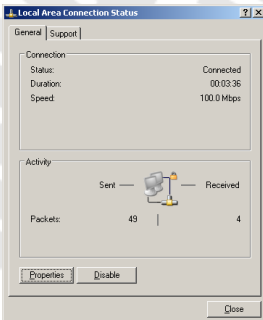 Local Area Connection Status
General Support
Connection
Status: Connected
Duration: 00:03:36
Speed: 100.0 Mbps
Activity
Sent Received
Packets: 49 4
Properties Disable
Close